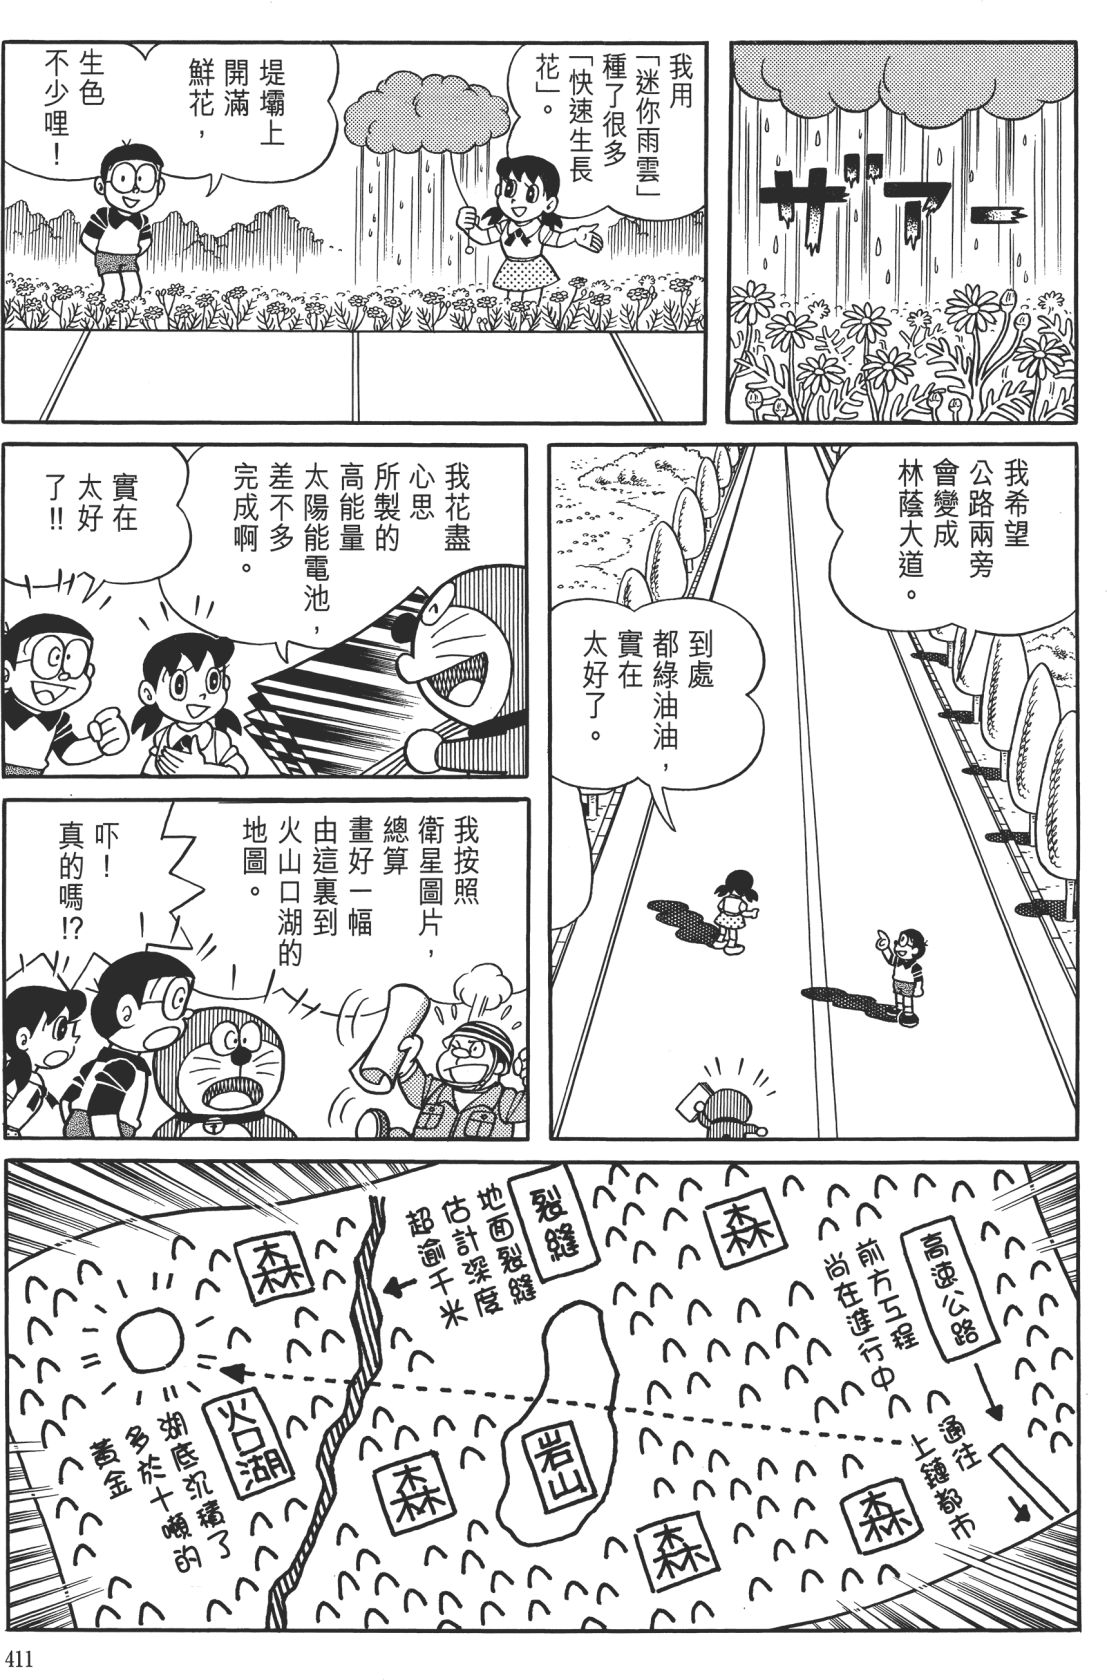 ザアー
我用
「迷你雨雲」
種了很多
「快速生長
花」。
堤壩上
開滿
鮮花，
生色
不少哩！
我希望
公路兩旁
會變成
林蔭大道。
到處
都綠油油，
實在
太好了。
我花盡
心思
所製的
高能量
太陽能電池，
差不多
完成啊。
實在
太好
了!!
我按照
衛星圖片，
總算
畫好一幅
由這裏到
火山口湖的
地圖。
吓！
真的嗎!?
高速公路
前方工程
尚在進行中
通往
上鏈都市
森
裂縫
地面裂縫
估計深度
超逾千米
岩山
森
森
森
森
火口湖
湖底沉積了
多於十噸的
黃金
411